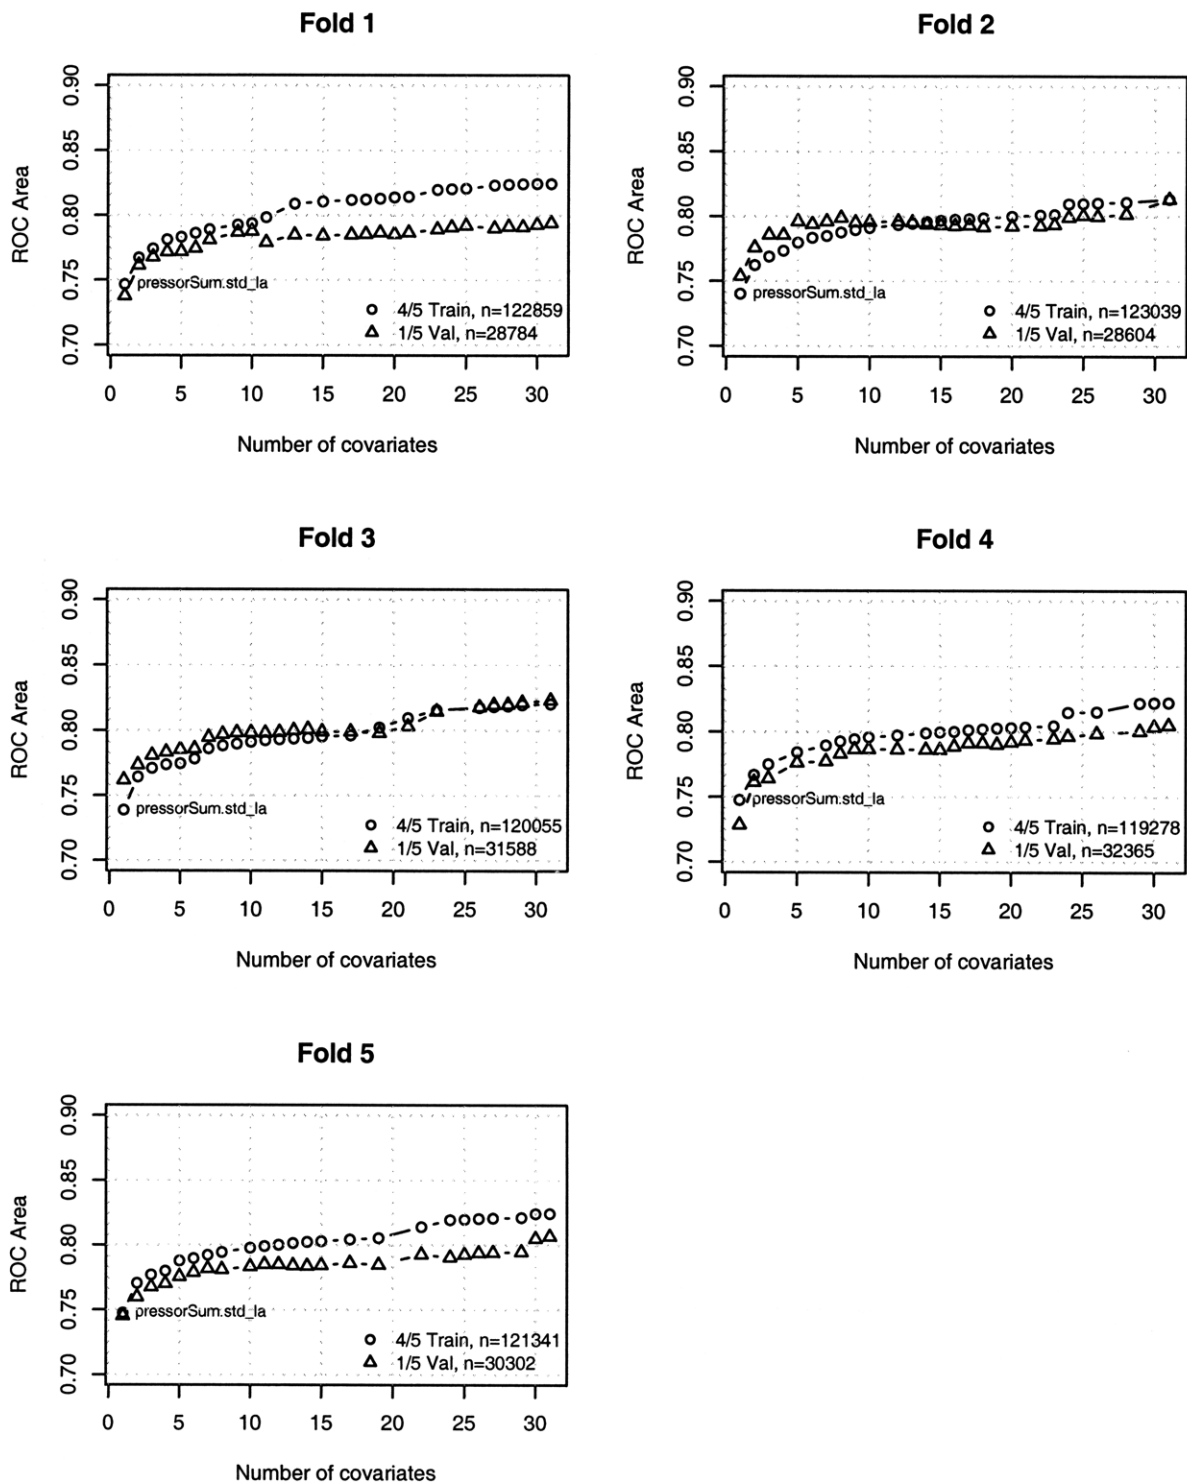 Fold 1
0.90
0.85
0.80
0.75
0.70
ROC Area
pressorSum.std_la
4/5 Train, n=122859
1/5 Val, n=28784
0 5 10 15 20 25 30
Number of covariates
Fold 2
0.90
0.85
0.80
0.75
0.70
ROC Area
pressorSum.std_la
4/5 Train, n=123039
1/5 Val, n=28604
0 5 10 15 20 25 30
Number of covariates
Fold 3
0.90
0.85
0.80
0.75
0.70
ROC Area
pressorSum.std_la
4/5 Train, n=120055
1/5 Val, n=31588
0 5 10 15 20 25 30
Number of covariates
Fold 4
0.90
0.85
0.80
0.75
0.70
ROC Area
pressorSum.std_la
4/5 Train, n=119278
1/5 Val, n=32365
0 5 10 15 20 25 30
Number of covariates
Fold 5
0.90
0.85
0.80
0.75
0.70
ROC Area
pressorSum.std_la
4/5 Train, n=121341
1/5 Val, n=30302
0 5 10 15 20 25 30
Number of covariates